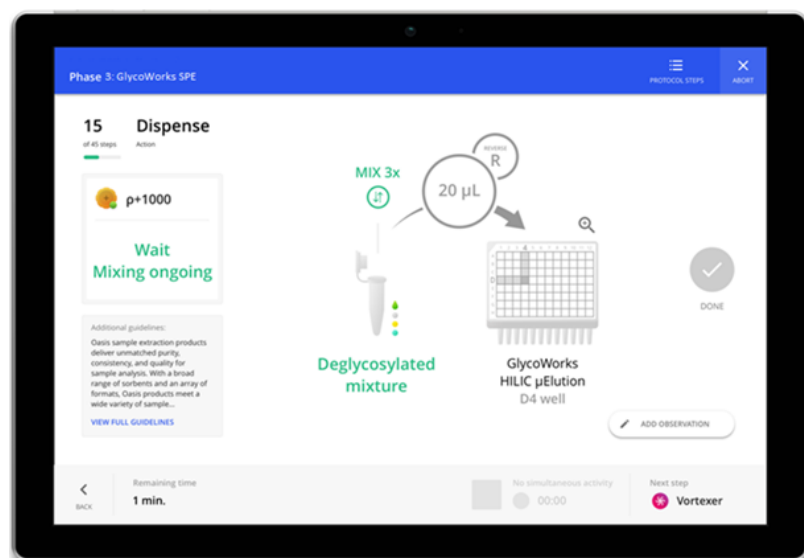 Phase 3: GlycoWorks SPE
PROTOCOL STEPS
ABORT
15
of 45 steps
Dispense
Action
ρ+1000
Wait
Mixing ongoing
Additional guidelines:
Oasis sample extraction products
deliver unmatched purity,
consistency, and quality for
sample analysis. With a broad
range of sorbents and an array of
formats, Oasis products meet a
wide variety of sample...
VIEW FULL GUIDELINES
MIX 3x
20 μL
REVERSE
R
Deglycosylated
mixture
4
D
GlycoWorks
HILIC μElution
D4 well
DONE
ADD OBSERVATION
BACK
Remaining time
1 min.
No simultaneous activity
00:00
Next step
Vortexer